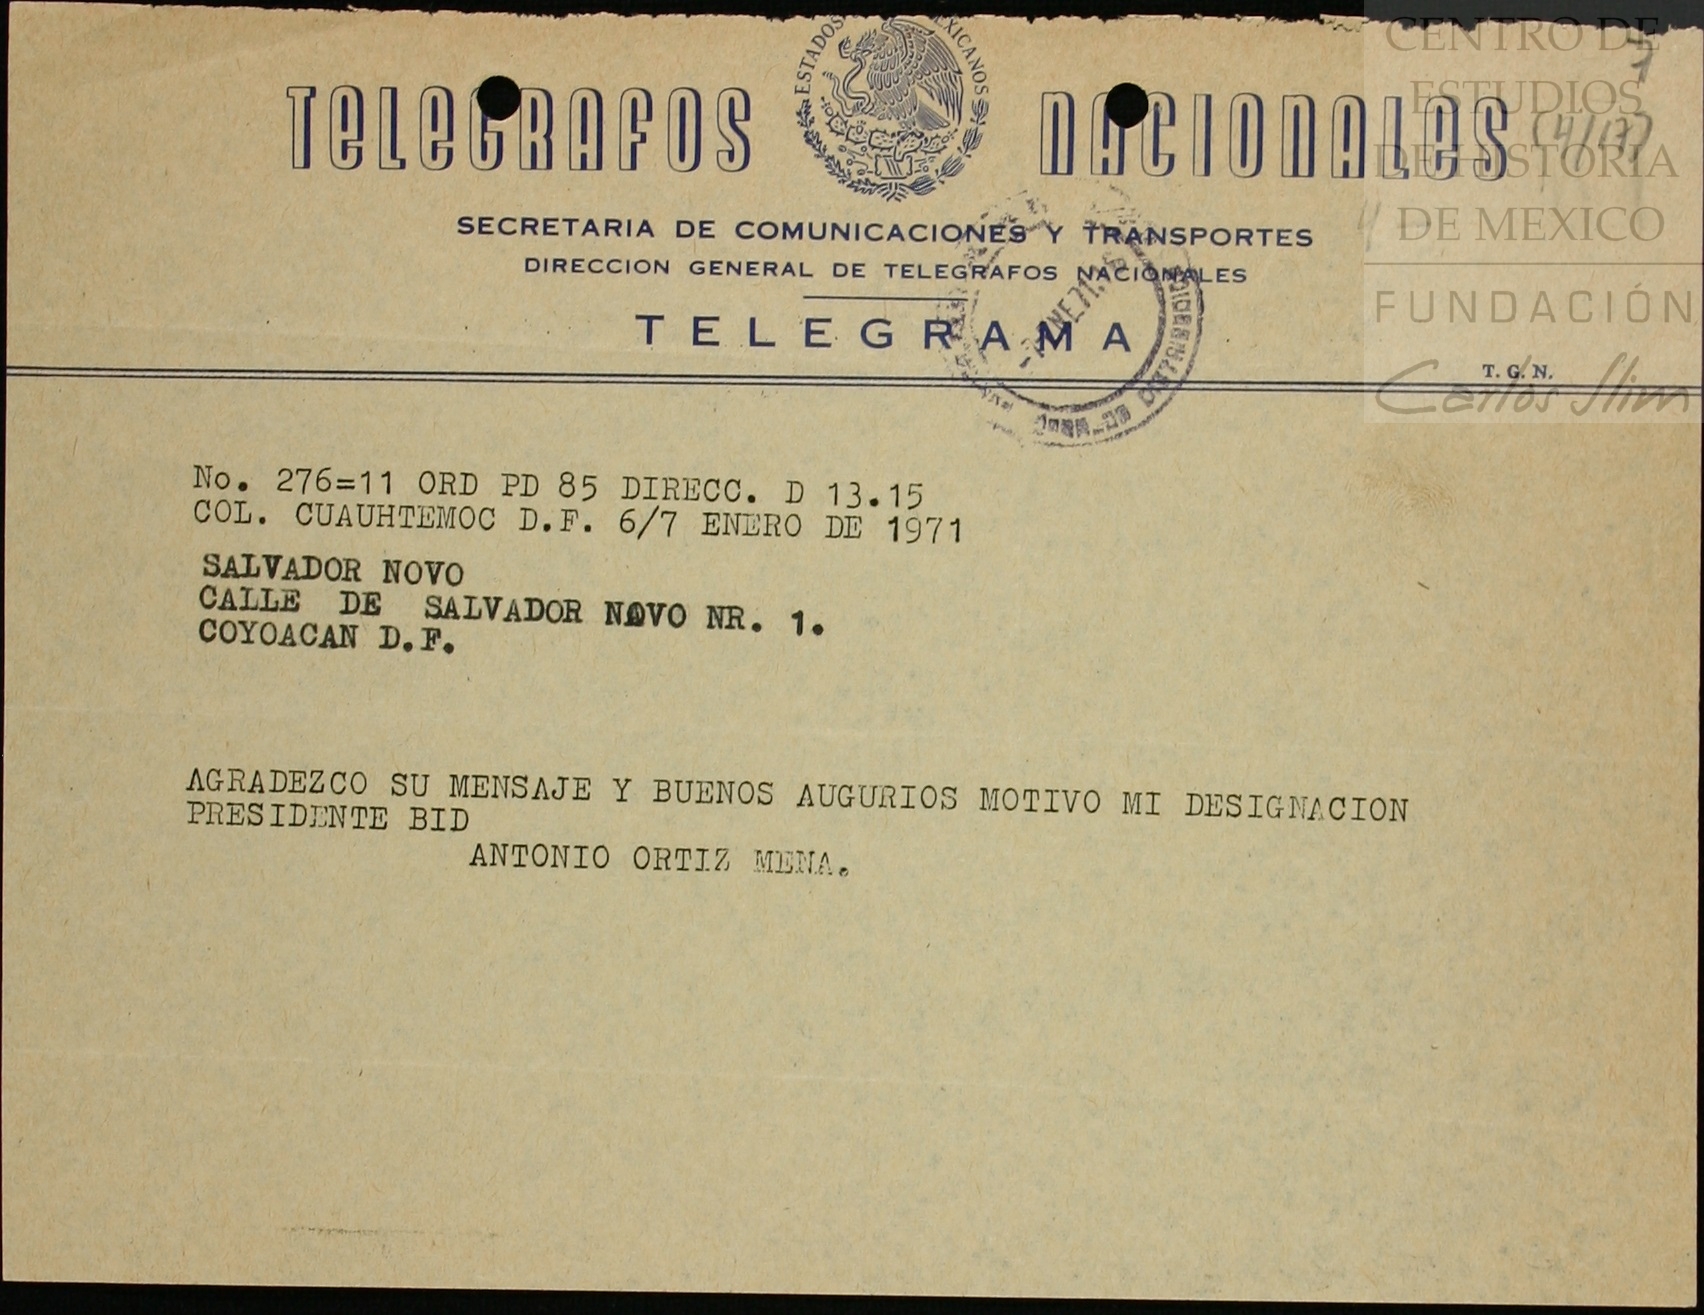 ESTADOS MEXICANOS
TELEGRAFOS NACIONALES
SECRETARIA DE COMUNICACIONES Y TRANSPORTES
DIRECCION GENERAL DE TELEGRAFOS NACIONALES
TELEGRAMA
T. G. N.
CENTRO DE
ESTUDIOS
DE HISTORIA
DE MEXICO
FUNDACIÓN
Carlos Slim
No. 276=11 ORD PD 85 DIRECC. D 13.15
COL. CUAUHTEMOC D.F. 6/7 ENERO DE 1971
SALVADOR NOVO
CALLE DE SALVADOR NOVO NR. 1.
COYOACAN D.F.
AGRADEZCO SU MENSAJE Y BUENOS AUGURIOS MOTIVO MI DESIGNACION
PRESIDENTE BID
ANTONIO ORTIZ MENA.